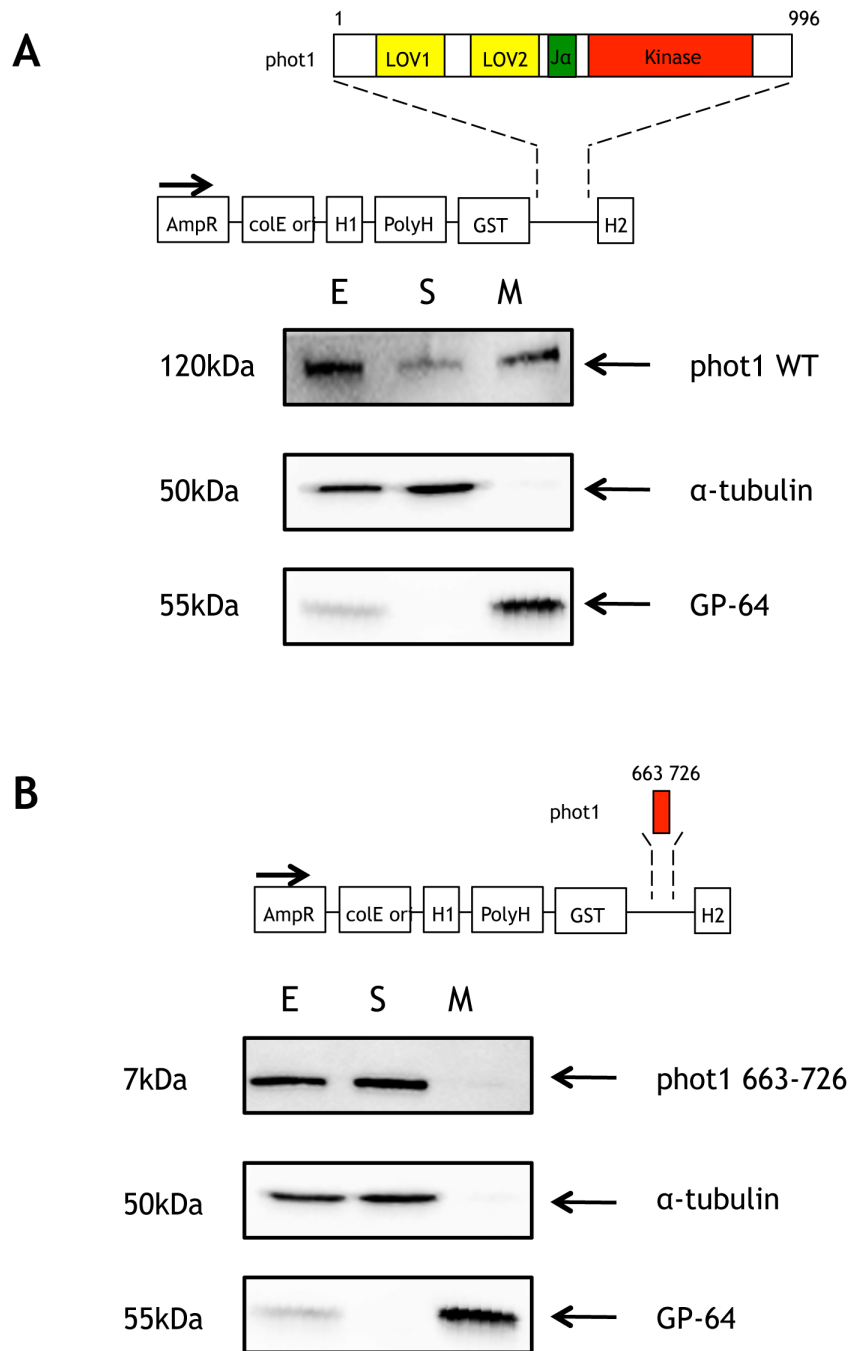 A
1 996
phot1 LOV1 LOV2 Jα Kinase
AmpR colE ori H1 PolyH GST H2
E S M
120kDa phot1 WT
50kDa α-tubulin
55kDa GP-64
B
663 726
phot1
AmpR colE ori H1 PolyH GST H2
E S M
7kDa phot1 663-726
50kDa α-tubulin
55kDa GP-64